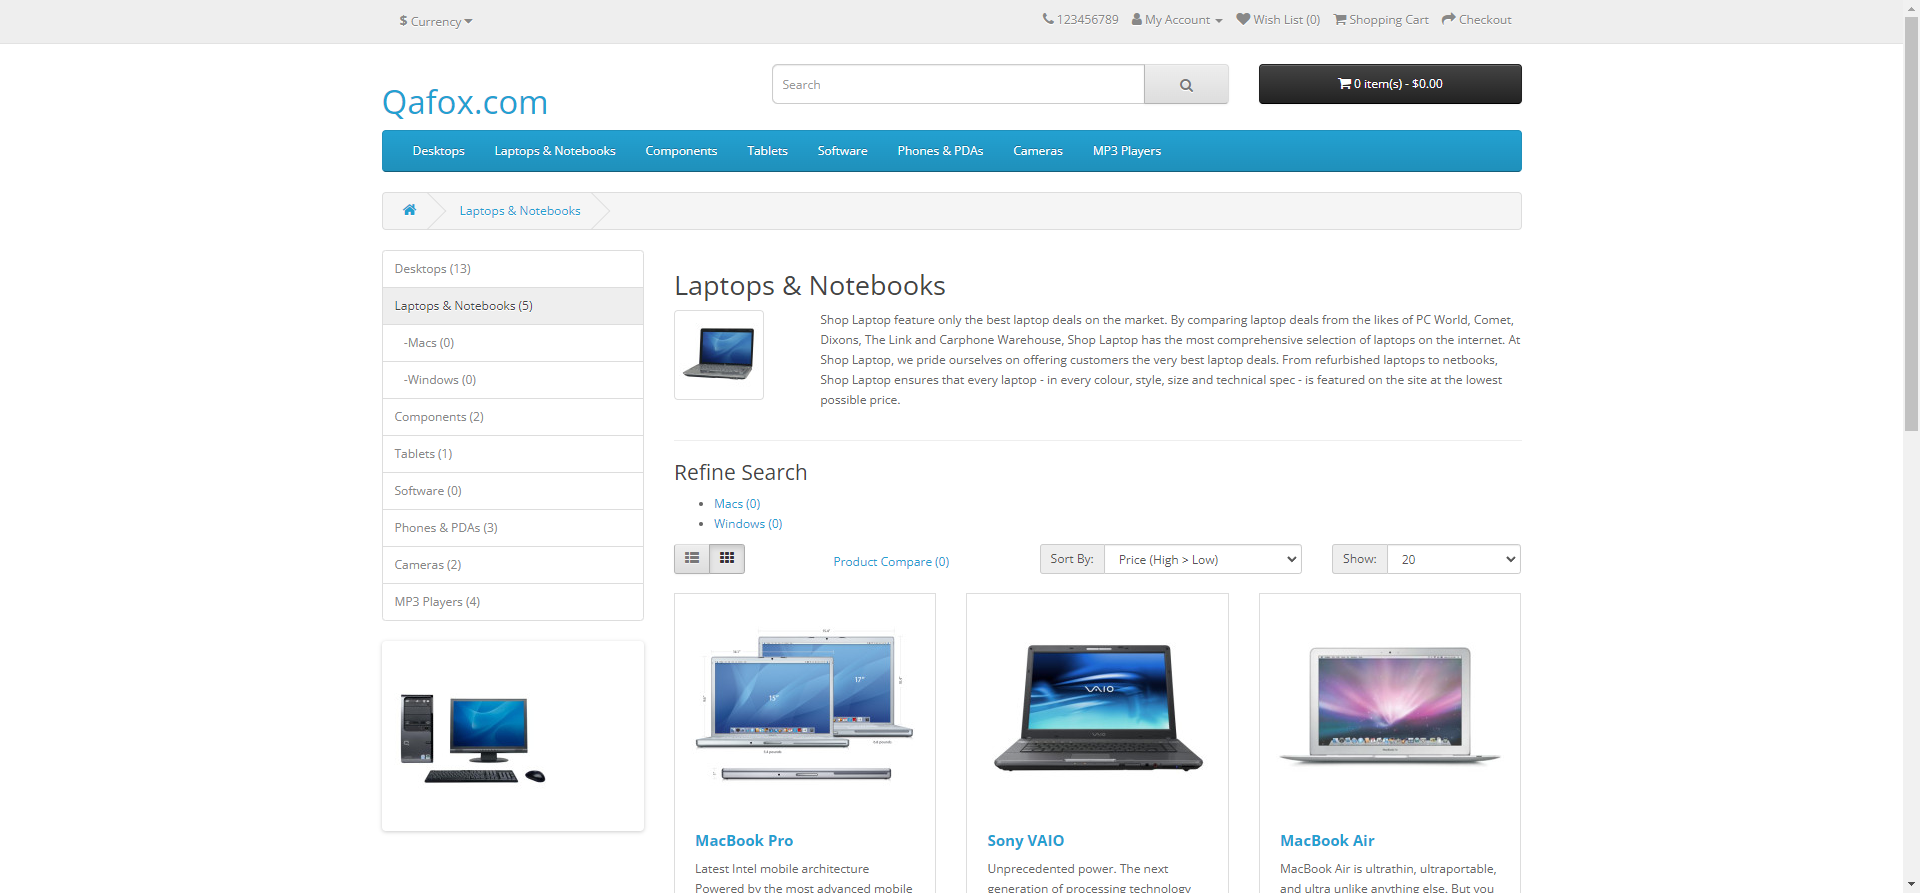 $ Currency
123456789 My Account Wish List (0) Shopping Cart Checkout
Qafox.com
Search
0 item(s) - $0.00
Desktops Laptops & Notebooks Components Tablets Software Phones & PDAs Cameras MP3 Players
Laptops & Notebooks
Desktops (13)
Laptops & Notebooks (5)
-Macs (0)
-Windows (0)
Components (2)
Tablets (1)
Software (0)
Phones & PDAs (3)
Cameras (2)
MP3 Players (4)
Laptops & Notebooks
Shop Laptop feature only the best laptop deals on the market. By comparing laptop deals from the likes of PC World, Comet,
Dixons, The Link and Carphone Warehouse, Shop Laptop has the most comprehensive selection of laptops on the internet. At
Shop Laptop, we pride ourselves on offering customers the very best laptop deals. From refurbished laptops to netbooks,
Shop Laptop ensures that every laptop - in every colour, style, size and technical spec - is featured on the site at the lowest
possible price.
Refine Search
Macs (0)
Windows (0)
Product Compare (0)
Sort By: Price (High > Low)
Show: 20
15"
17"
VAIO
MacBook Pro
Latest Intel mobile architecture
Powered by the most advanced mobile
Sony VAIO
Unprecedented power. The next
generation of processing technology
MacBook Air
MacBook Air is ultrathin, ultraportable,
and ultra unlike anything else. But you